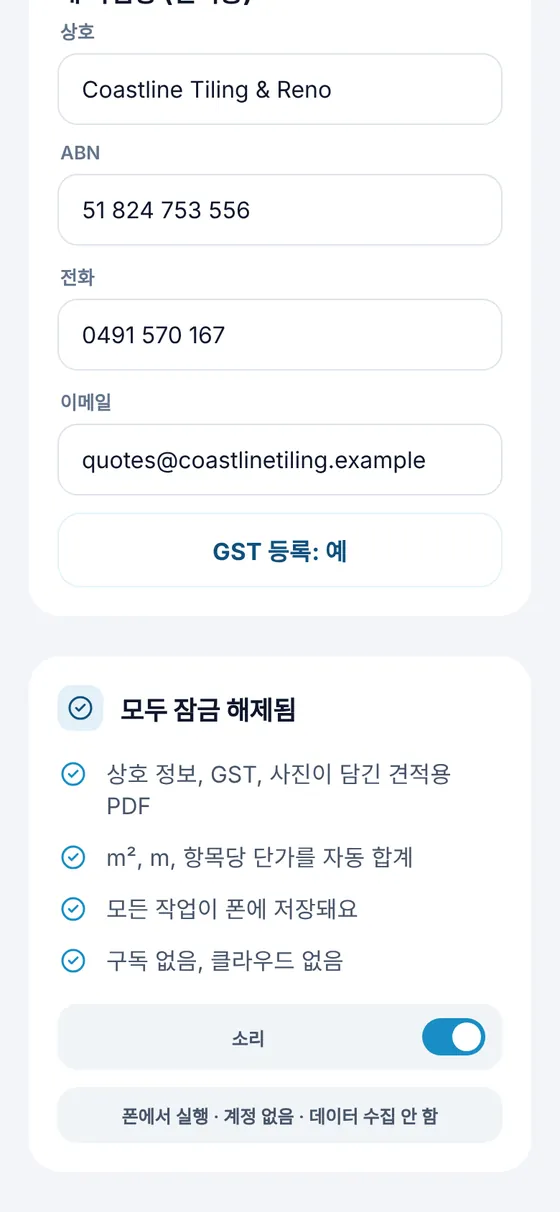 상호
Coastline Tiling & Reno
ABN
51 824 753 556
전화
0491 570 167
이메일
quotes@coastlinetiling.example
GST 등록: 예
모두 잠금 해제됨
상호 정보, GST, 사진이 담긴 견적용
PDF
m², m, 항목당 단가를 자동 합계
모든 작업이 폰에 저장돼요
구독 없음, 클라우드 없음
소리
폰에서 실행 · 계정 없음 · 데이터 수집 안 함